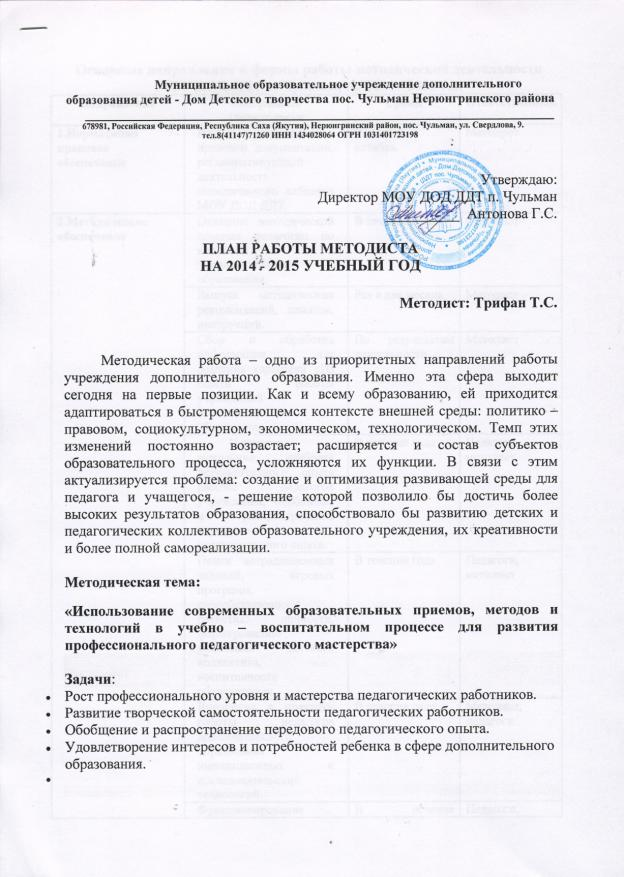 Муниципальное образовательное учреждение дополнительного
образования детей - Дом Детского творчества пос. Чульман Нерюнгринского района
678981, Российская Федерация, Республика Саха (Якутия), Нерюнгринский район, пос. Чульман, ул. Свердлова, 9.
тел.8(41147)71260 ИНН 1434028064 ОГРН 1031401723198
Утверждаю:
Директор МОУ ДОД ДДТ п. Чульман
Антонова Г.С.
ПЛАН РАБОТЫ МЕТОДИСТА
НА 2014 - 2015 УЧЕБНЫЙ ГОД
Методист: Трифан Т.С.
Методическая работа – одно из приоритетных направлений работы
учреждения дополнительного образования. Именно эта сфера выходит
сегодня на первые позиции. Как и всему образованию, ей приходится
адаптироваться в быстроменяющемся контексте внешней среды: политико –
правовом, социокультурном, экономическом, технологическом. Темп этих
изменений постоянно возрастает; расширяется и состав субъектов
образовательного процесса, усложняются их функции. В связи с этим
актуализируется проблема: создание и оптимизация развивающей среды для
педагога и учащегося, - решение которой позволило бы достичь более
высоких результатов образования, способствовало бы развитию детских и
педагогических коллективов образовательного учреждения, их креативности
и более полной самореализации.
Методическая тема:
«Использование современных образовательных приемов, методов и
технологий в учебно – воспитательном процессе для развития
профессионального педагогического мастерства»
Задачи:
• Рост профессионального уровня и мастерства педагогических работников.
• Развитие творческой самостоятельности педагогических работников.
• Обобщение и распространение передового педагогического опыта.
• Удовлетворение интересов и потребностей ребенка в сфере дополнительного
образования.
•